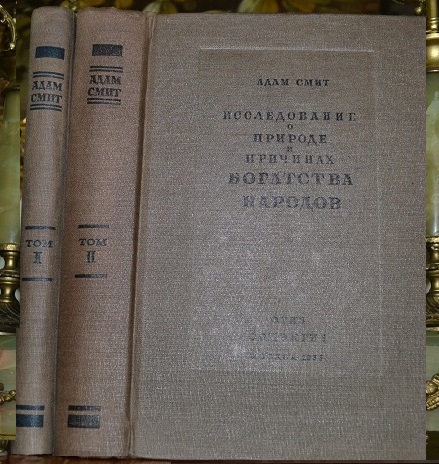 АДАМ
СМИТ
ТОМ
I
АДАМ
СМИТ
ТОМ
II
АДАМ СМИТ
ИССЛЕДОВАНИЕ
О
ПРИРОДЕ
И
ПРИЧИНАХ
БОГАТСТВА
НАРОДОВ